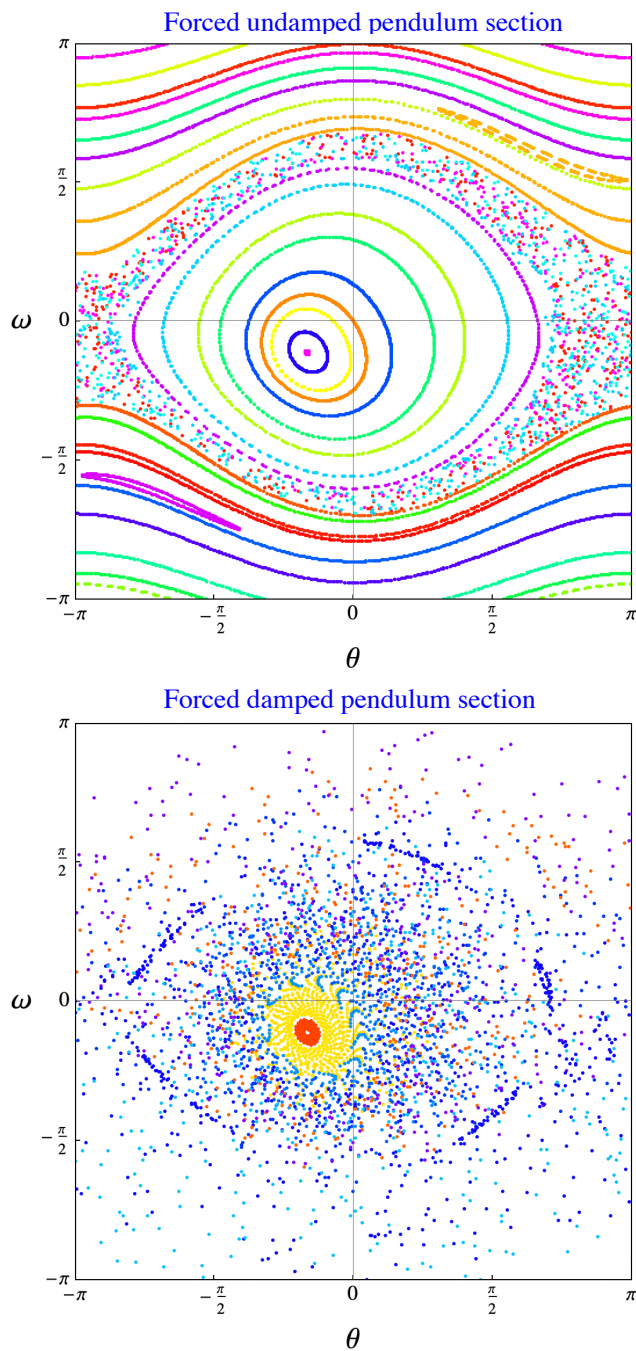 Forced undamped pendulum section
π
π/2
ω
0
− π/2
−π
−π
− π/2
0
π/2
π
θ
Forced damped pendulum section
π
π/2
ω
0
− π/2
−π
−π
− π/2
0
π/2
π
θ